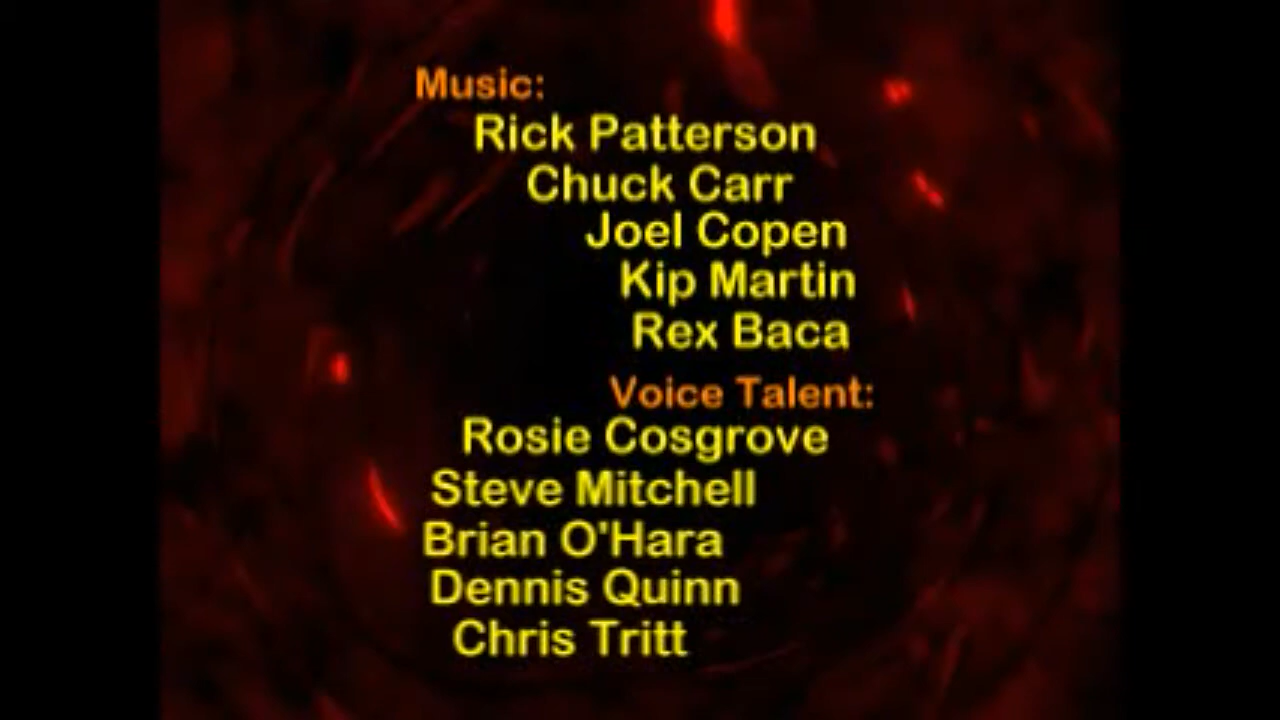 Music:
Rick Patterson
Chuck Carr
Joel Copen
Kip Martin
Rex Baca
Voice Talent:
Rosie Cosgrove
Steve Mitchell
Brian O'Hara
Dennis Quinn
Chris Tritt